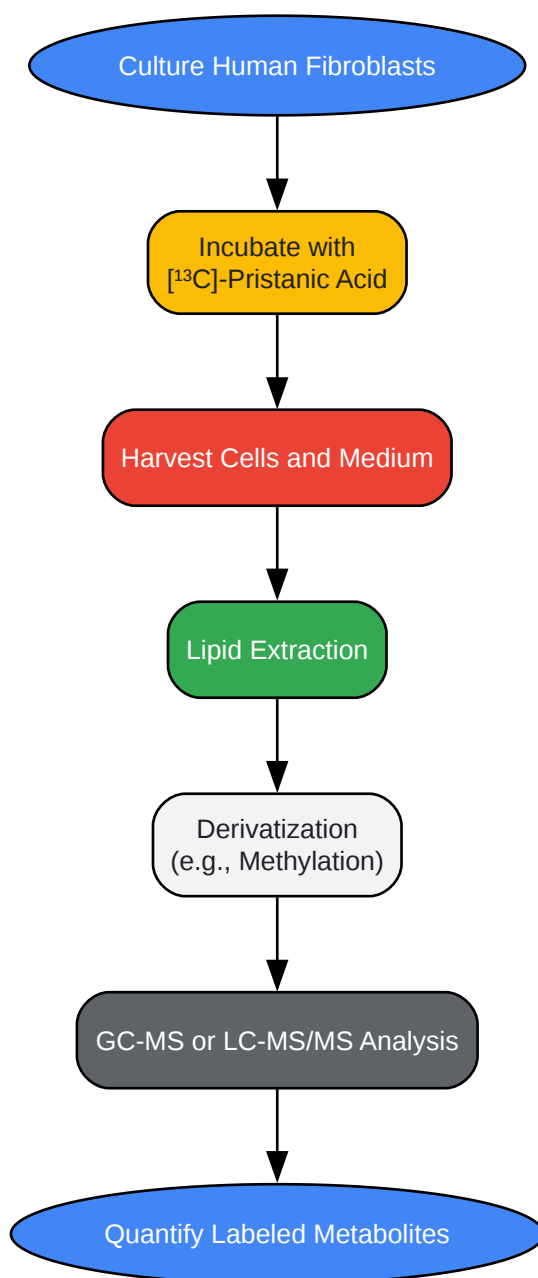 Culture Human Fibroblasts
Incubate with
[¹³C]-Pristanic Acid
Harvest Cells and Medium
Lipid Extraction
Derivatization
(e.g., Methylation)
GC-MS or LC-MS/MS Analysis
Quantify Labeled Metabolites